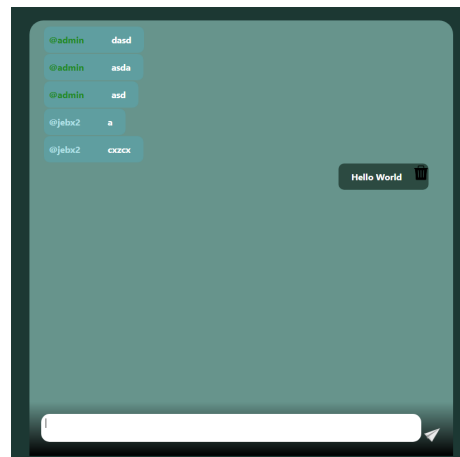 @admin dasd
@admin asda
@admin asd
@jebx2 a
@jebx2 cxzcx
Hello World